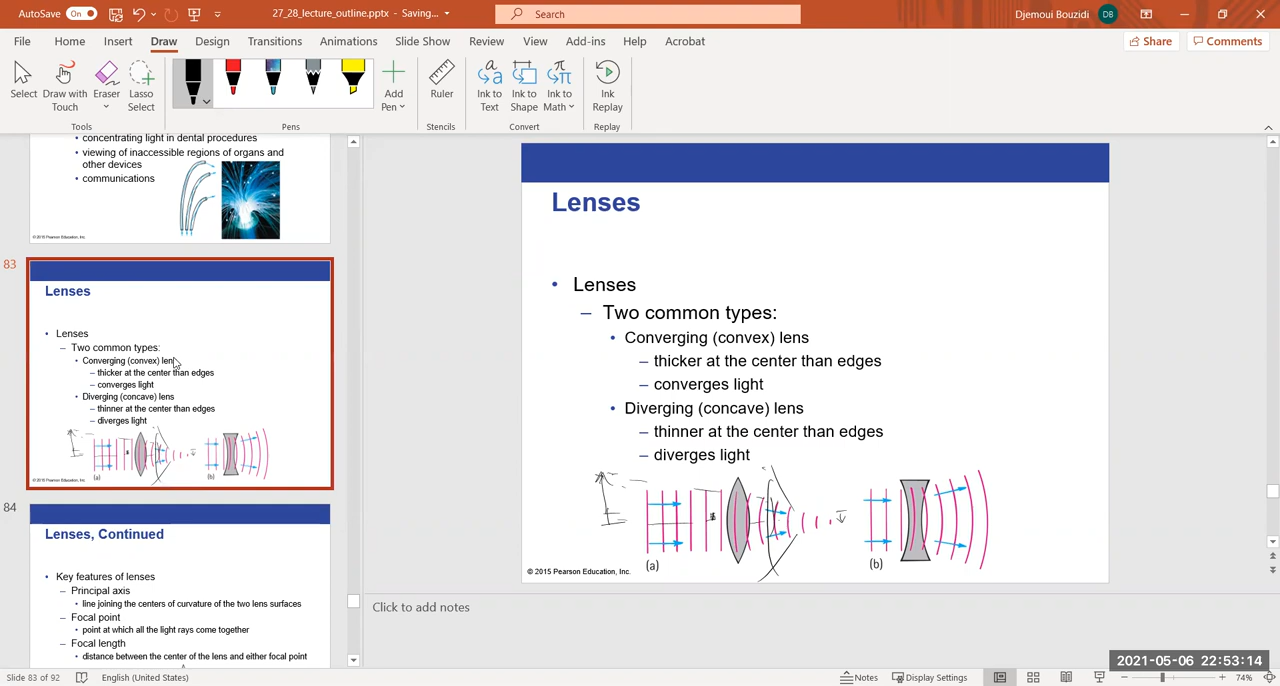 AutoSave On 27_28_lecture_outline.pptx - Saving... Search Djemoui Bouzidi DB
File Home Insert Draw Design Transitions Animations Slide Show Review View Add-ins Help Acrobat Share Comments
Select Draw with Touch Eraser Lasso Select Add Pen Ruler Ink to Text Ink to Shape Ink to Math Ink Replay
Tools Pens Stencils Convert Replay
• concentrating light in dental procedures
• viewing of inaccessible regions of organs and
other devices
• communications
© 2015 Pearson Education, Inc.
83
Lenses
• Lenses
– Two common types:
• Converging (convex) lens
– thicker at the center than edges
– converges light
• Diverging (concave) lens
– thinner at the center than edges
– diverges light
(a) (b)
© 2015 Pearson Education, Inc.
84
Lenses, Continued
• Key features of lenses
– Principal axis
• line joining the centers of curvature of the two lens surfaces
– Focal point
• point at which all the light rays come together
– Focal length
• distance between the center of the lens and either focal point
Lenses
• Lenses
– Two common types:
• Converging (convex) lens
– thicker at the center than edges
– converges light
• Diverging (concave) lens
– thinner at the center than edges
– diverges light
(a) (b)
© 2015 Pearson Education, Inc.
Click to add notes
2021-05-06 22:53:14
Slide 83 of 92 English (United States) Notes Display Settings 74%